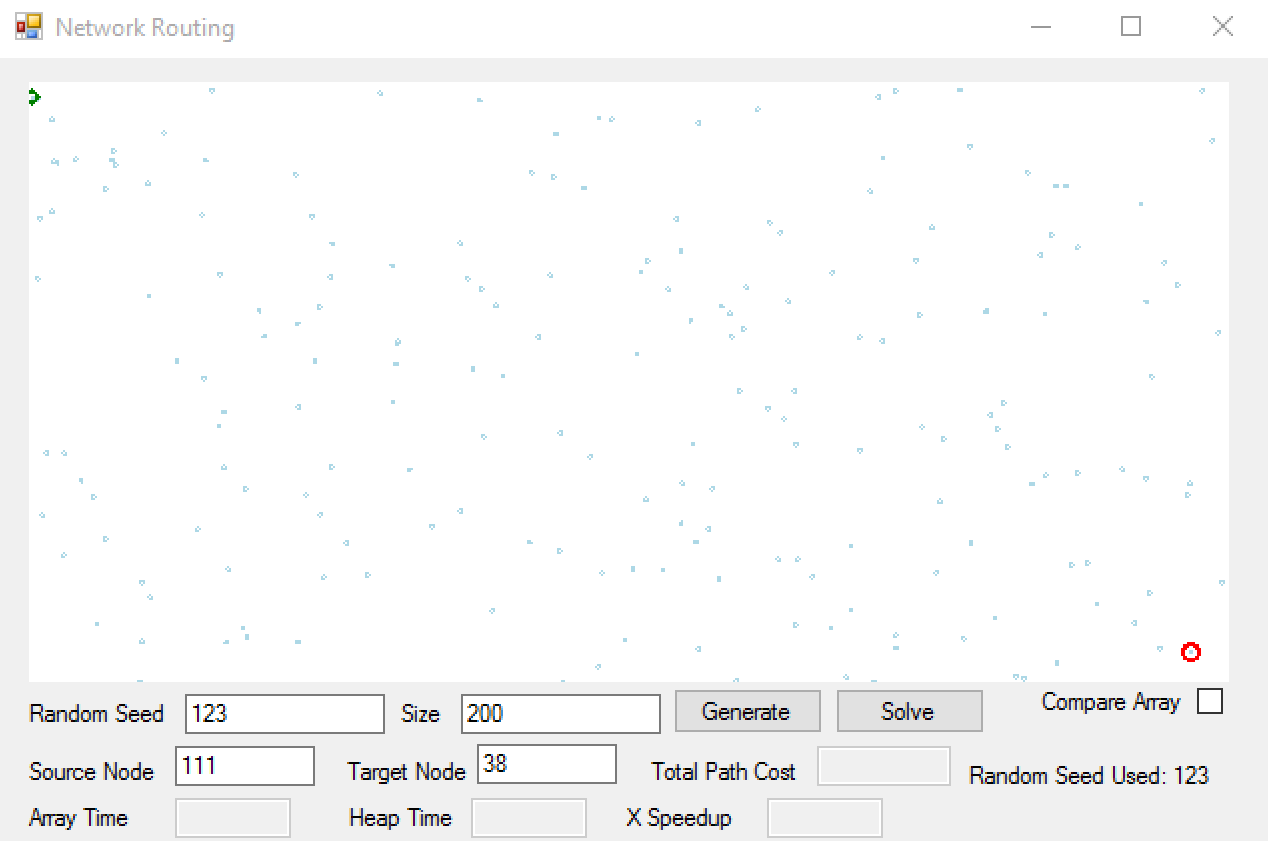 Network Routing
Random Seed 123 Size 200 Generate Solve Compare Array
Source Node 111 Target Node 38 Total Path Cost Random Seed Used: 123
Array Time Heap Time X Speedup